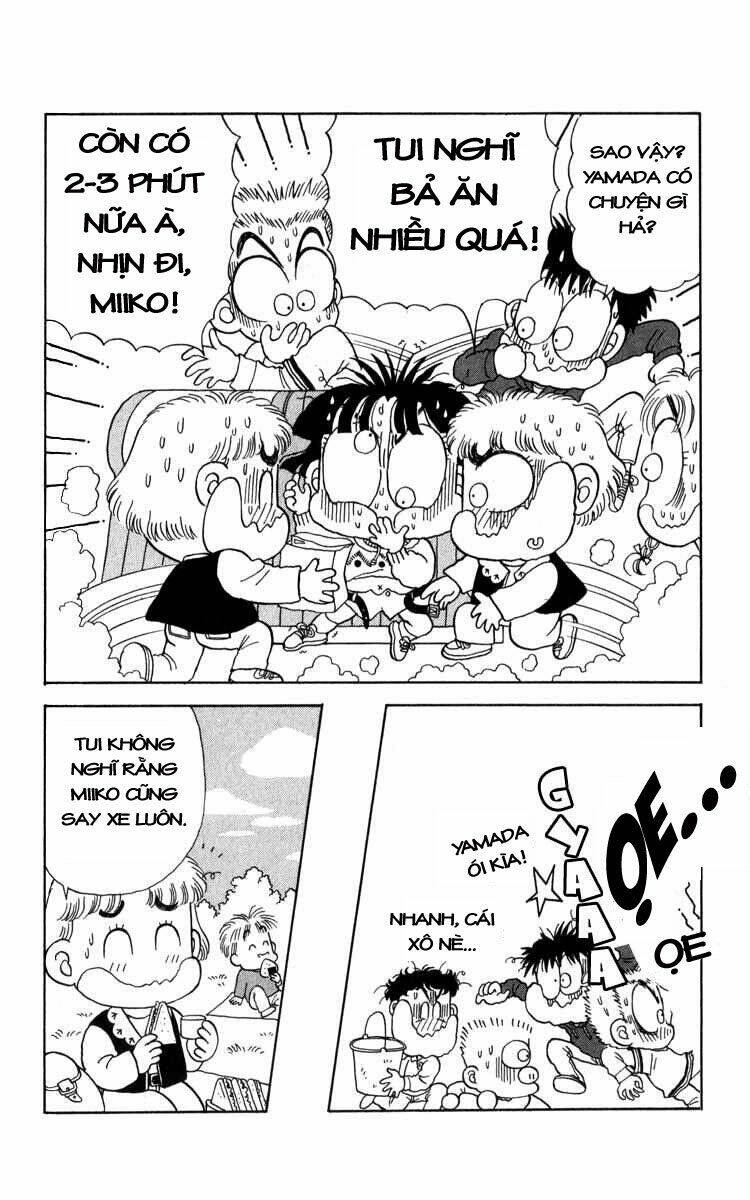 CÒN CÓ
2-3 PHÚT
NỮA À,
NHỊN ĐI,
MIIKO!
TUI NGHĨ
BẢ ĂN
NHIỀU QUÁ!
SAO VẬY?
YAMADA CÓ
CHUYỆN GÌ
HẢ?
TUI KHÔNG
NGHĨ RẰNG
MIIKO CŨNG
SAY XE LUÔN.
YAMADA
ÓI KÌA!
NHANH, CÁI
XÔ NÈ...
GYAAAA
ỌE...
ỌE